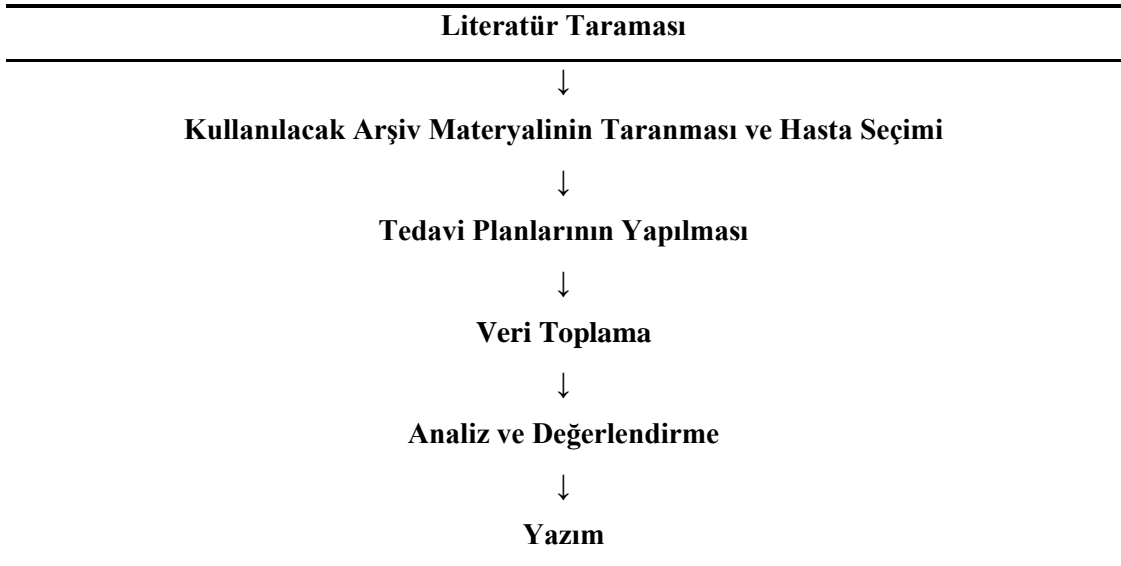 Literatür Taraması
↓
Kullanılacak Arşiv Materyalinin Taranması ve Hasta Seçimi
↓
Tedavi Planlarının Yapılması
↓
Veri Toplama
↓
Analiz ve Değerlendirme
↓
Yazım